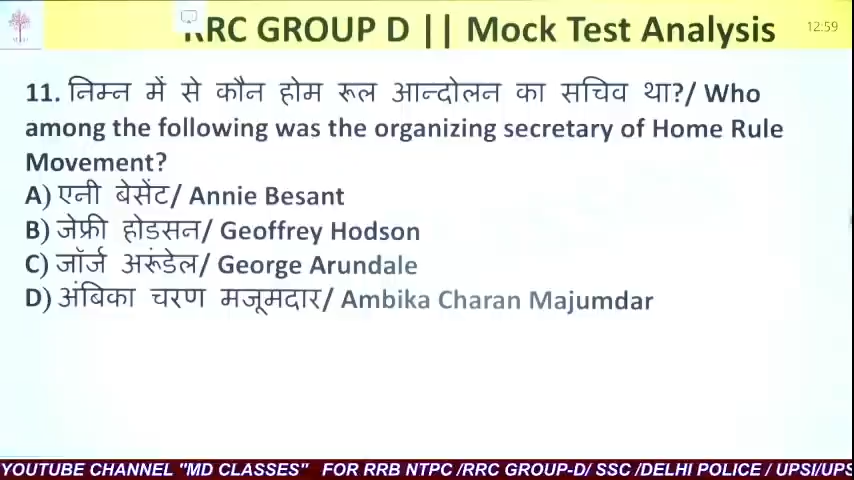 RRC GROUP D || Mock Test Analysis
12:59
11. निम्न में से कौन होम रूल आन्दोलन का सचिव था?/ Who
among the following was the organizing secretary of Home Rule
Movement?
A) एनी बेसेंट/ Annie Besant
B) जेफ्री होडसन/ Geoffrey Hodson
C) जॉर्ज अरूंडेल/ George Arundale
D) अंबिका चरण मजूमदार/ Ambika Charan Majumdar
YOUTUBE CHANNEL "MD CLASSES" FOR RRB NTPC /RRC GROUP-D/ SSC /DELHI POLICE / UPSI/UPS